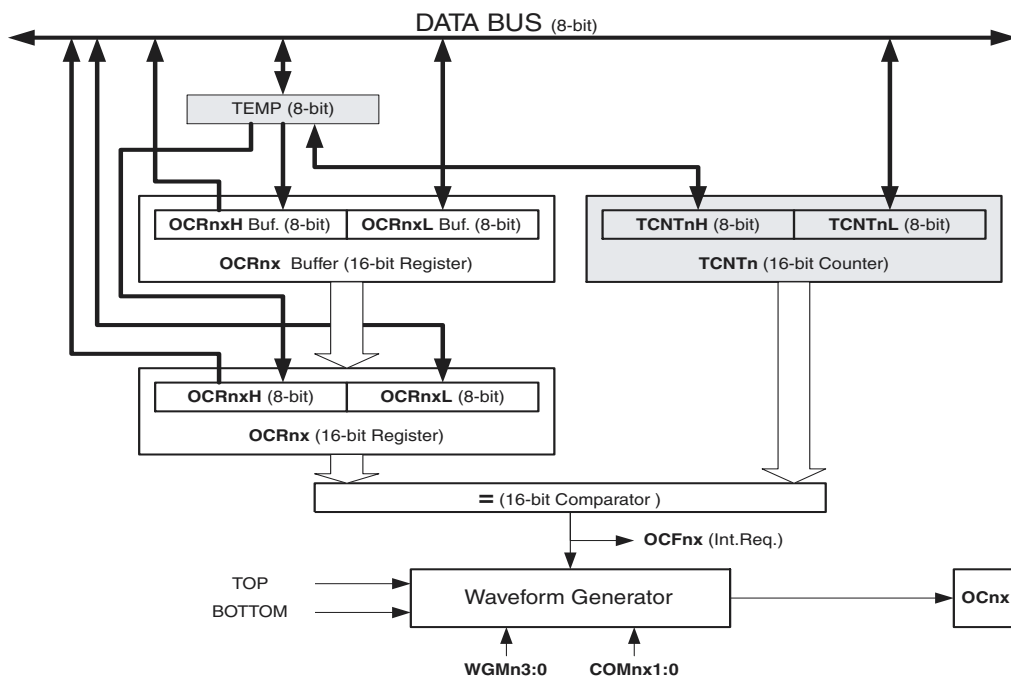 DATA BUS (8-bit)
TEMP (8-bit)
OCRnxH Buf. (8-bit) OCRnxL Buf. (8-bit)
OCRnx Buffer (16-bit Register)
TCNTnH (8-bit) TCNTnL (8-bit)
TCNTn (16-bit Counter)
OCRnxH (8-bit) OCRnxL (8-bit)
OCRnx (16-bit Register)
= (16-bit Comparator )
OCFnx (Int.Req.)
TOP
BOTTOM
Waveform Generator
OCnx
WGMn3:0 COMnx1:0